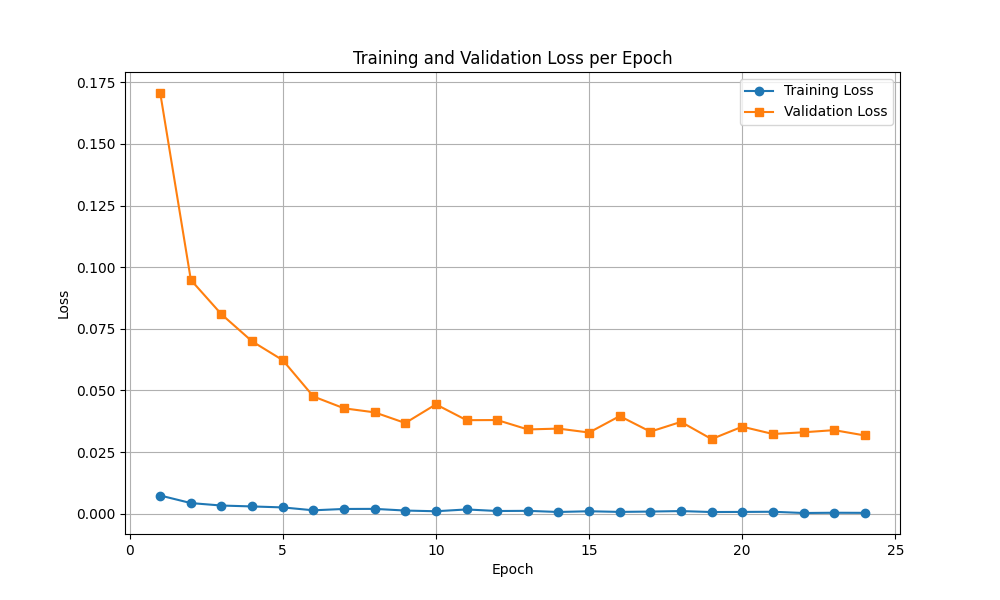 Training and Validation Loss per Epoch
Training Loss
Validation Loss
0.175
0.150
0.125
0.100
0.075
0.050
0.025
0.000
Loss
0 5 10 15 20 25
Epoch